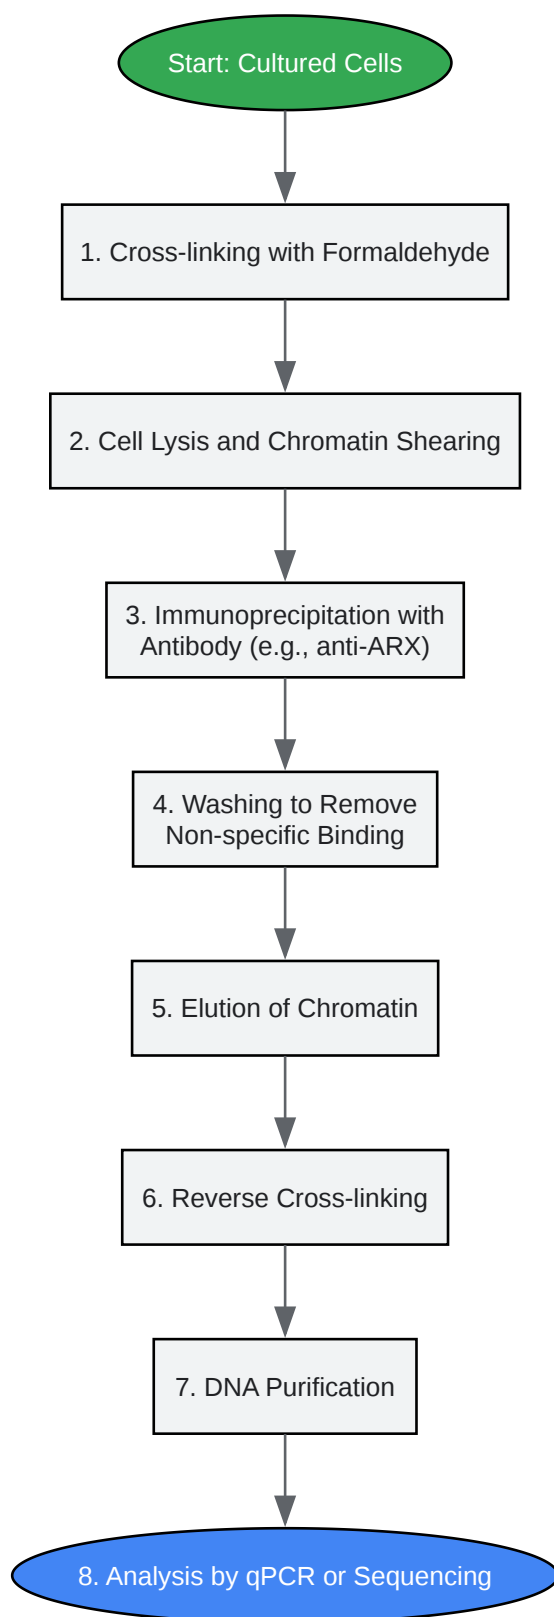 Start: Cultured Cells
1. Cross-linking with Formaldehyde
2. Cell Lysis and Chromatin Shearing
3. Immunoprecipitation with
Antibody (e.g., anti-ARX)
4. Washing to Remove
Non-specific Binding
5. Elution of Chromatin
6. Reverse Cross-linking
7. DNA Purification
8. Analysis by qPCR or Sequencing